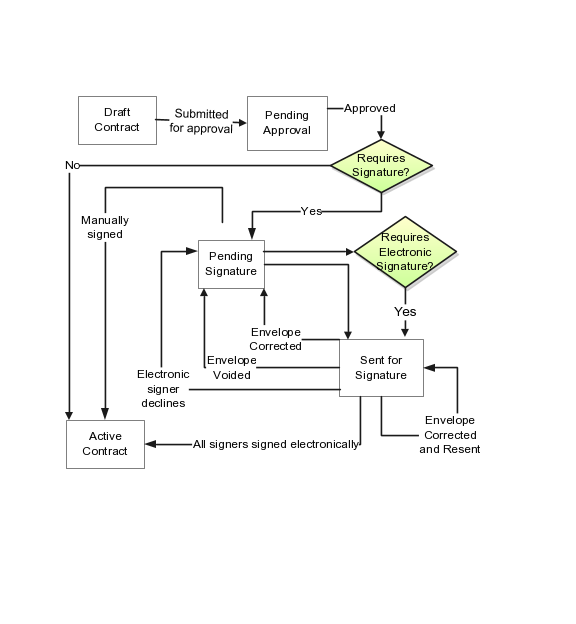 Draft
Contract
Submitted
for approval
Pending
Approval
Approved
Requires
Signature?
No
Yes
Manually
signed
Pending
Signature
Requires
Electronic
Signature?
Yes
Envelope
Corrected
Envelope
Voided
Sent for
Signature
Electronic
signer
declines
Envelope
Corrected
and Resent
Active
Contract
All signers signed electronically